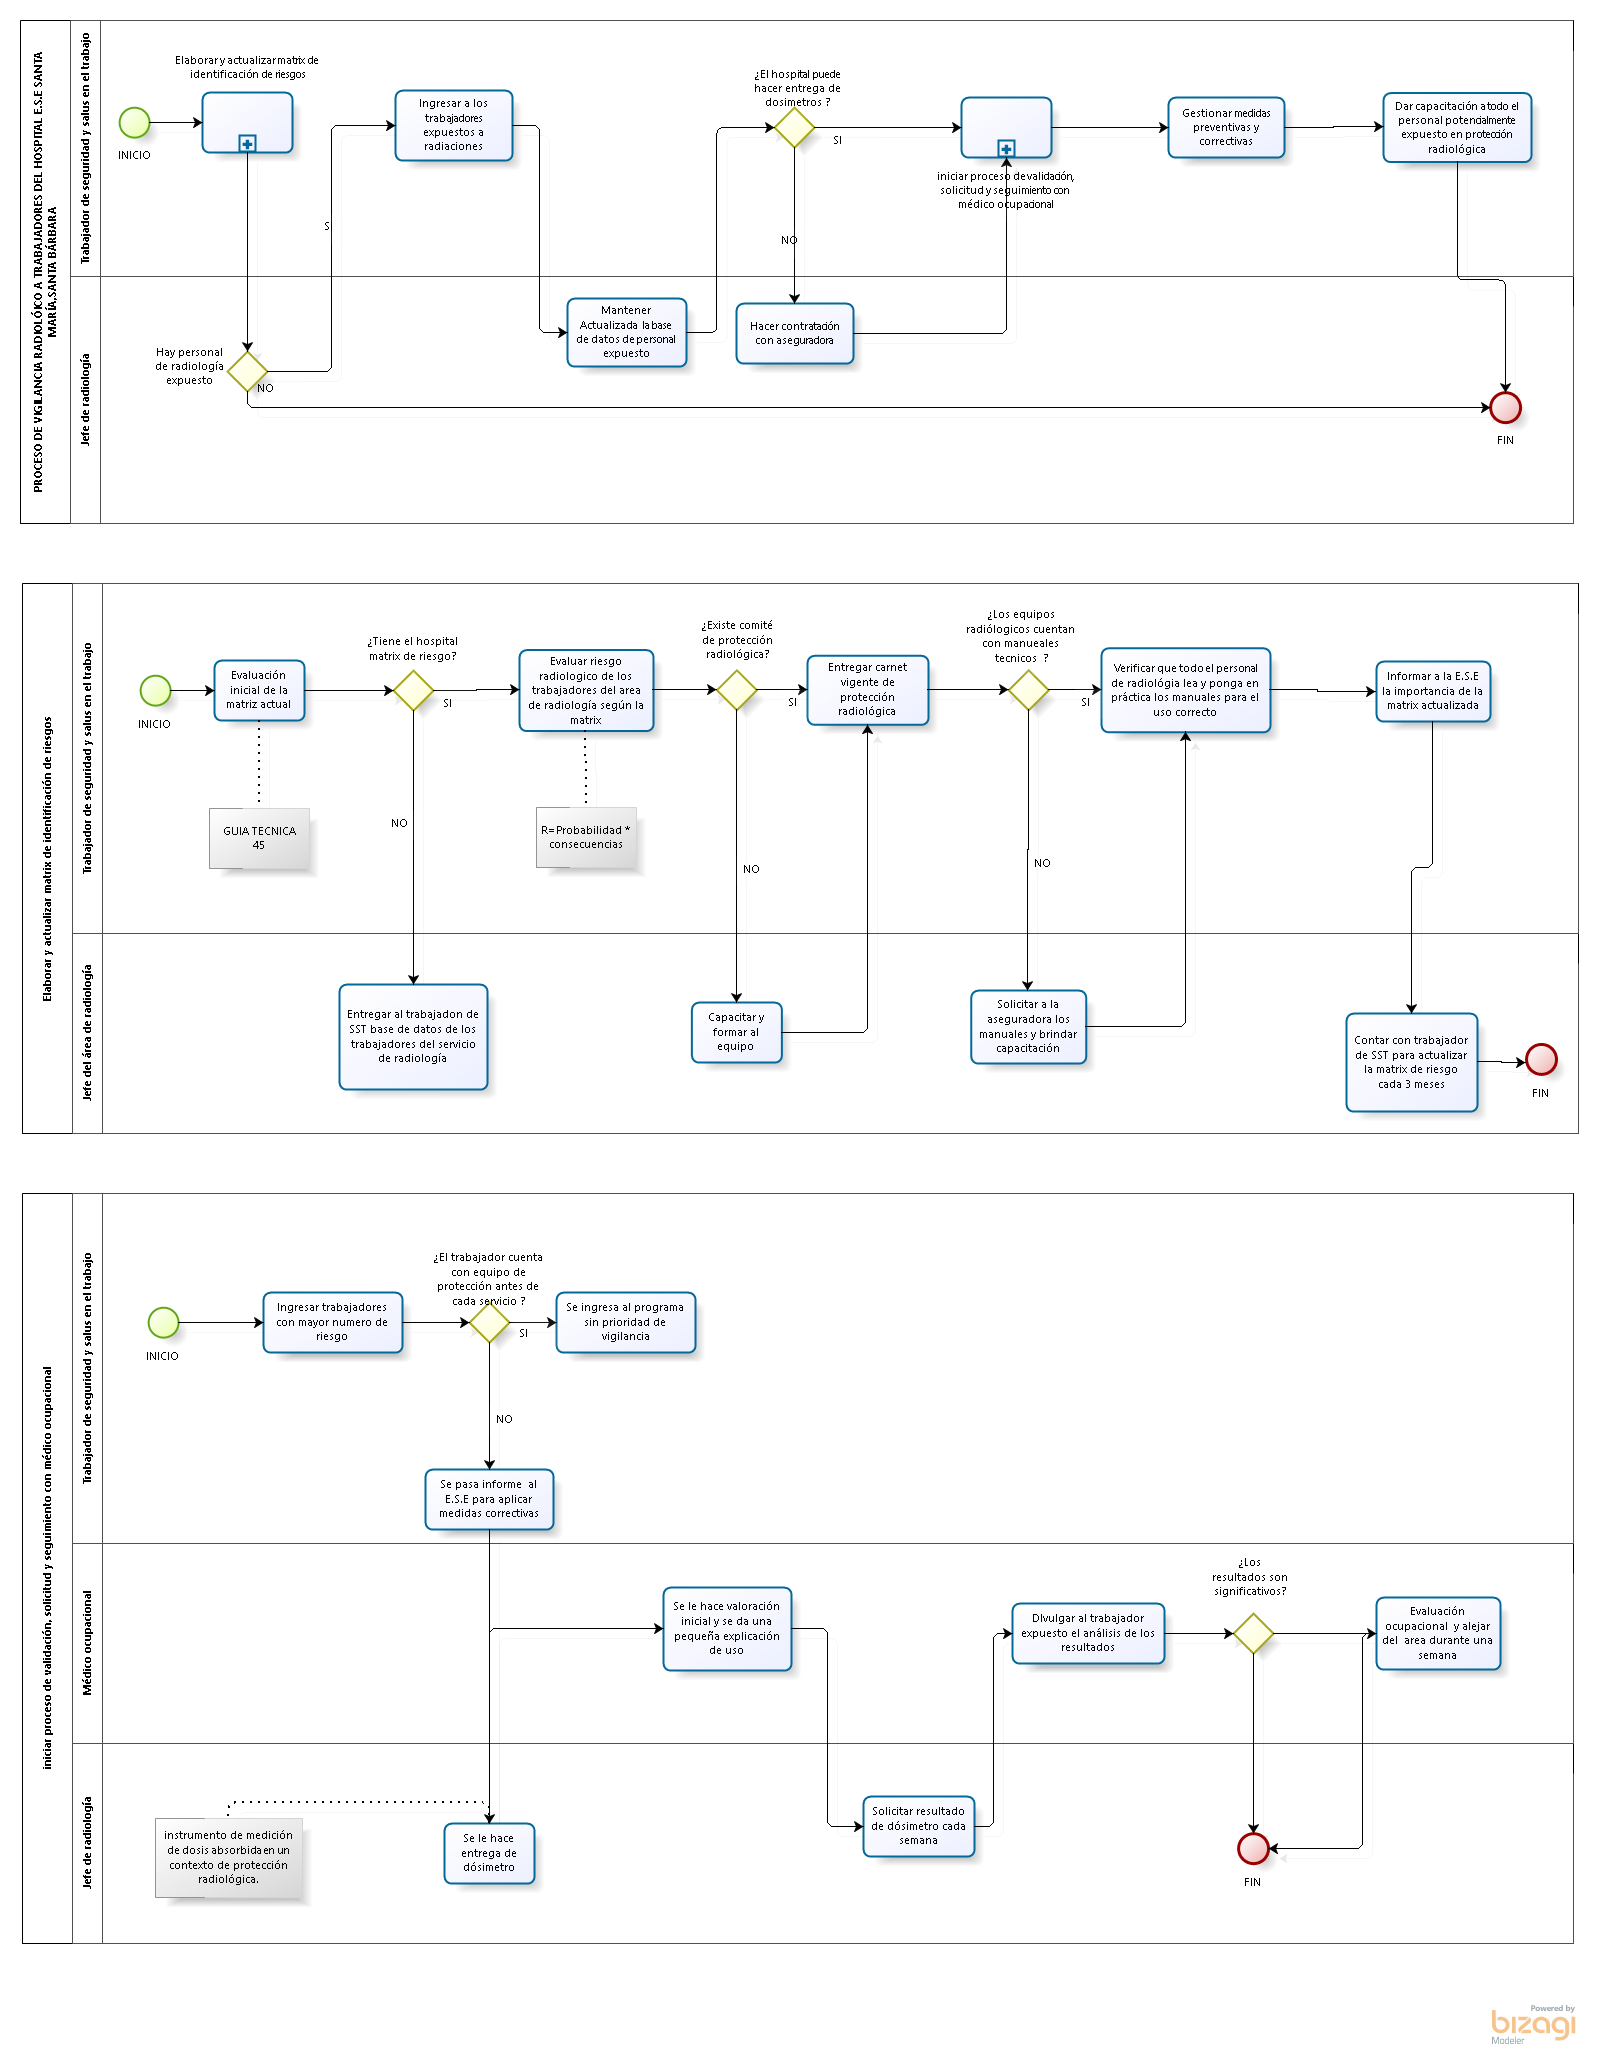 PROCESO DE VIGILANCIA RADIOLÓICO A TRABAJADORES DEL HOSPITAL E.S.E SANTA
MARÍA,SANTA BÁRBARA
Trabajador de seguridad y salus en el trabajo
Elaborar y actualizar matrix de
identificación de riesgos
INICIO
Ingresar a los
trabajadores
expuestos a
radiaciones
¿El hospital puede
hacer entrega de
dosimetros ?
SI
NO
iniciar proceso de validación,
solicitud y seguimiento con
médico ocupacional
Gestionar medidas
preventivas y
correctivas
Dar capacitación a todo el
personal potencialmente
expuesto en protección
radiológica
S
Jefe de radiología
Hay personal
de radiología
expuesto
NO
Mantener
Actualizada la base
de datos de personal
expuesto
Hacer contratación
con aseguradora
FIN
Elaborar y actualizar matrix de identificación de riesgos
Trabajador de seguridad y salus en el trabajo
INICIO
Evaluación
inicial de la
matriz actual
GUIA TECNICA
45
¿Tiene el hospital
matrix de riesgo?
SI
NO
Evaluar riesgo
radiologico de los
trabajadores del area
de radiología según la
matrix
R=Probabilidad *
consecuencias
¿Existe comité
de protección
radiológica?
SI
NO
Entregar carnet
vigente de
protección
radiológica
¿Los equipos
radiólogicos cuentan
con manueales
tecnicos ?
SI
NO
Verificar que todo el personal
de radiológia lea y ponga en
práctica los manuales para el
uso correcto
Informar a la E.S.E
la importancia de la
matrix actualizada
Jefe del área de radiología
Entregar al trabajadon de
SST base de datos de los
trabajadores del servicio
de radiología
Capacitar y
formar al
equipo
Solicitar a la
aseguradora los
manuales y brindar
capacitación
Contar con trabajador
de SST para actualizar
la matrix de riesgo
cada 3 meses
FIN
iniciar proceso de validación, solicitud y seguimiento con médico ocupacional
Trabajador de seguridad y salus en el trabajo
INICIO
Ingresar trabajadores
con mayor numero de
riesgo
¿El trabajador cuenta
con equipo de
protección antes de
cada servicio ?
SI
NO
Se ingresa al programa
sin prioridad de
vigilancia
Se pasa informe al
E.S.E para aplicar
medidas correctivas
Médico ocupacional
Se le hace valoración
inicial y se da una
pequeña explicación
de uso
DIvulgar al trabajador
expuesto el análisis de los
resultados
¿Los
resultados son
significativos?
Evaluación
ocupacional y alejar
del area durante una
semana
Jefe de radiología
instrumento de medición
de dosis absorbida en un
contexto de protección
radiológica.
Se le hace
entrega de
dósimetro
Solicitar resultado
de dósimetro cada
semana
FIN
Powered by
bizagi
Modeler